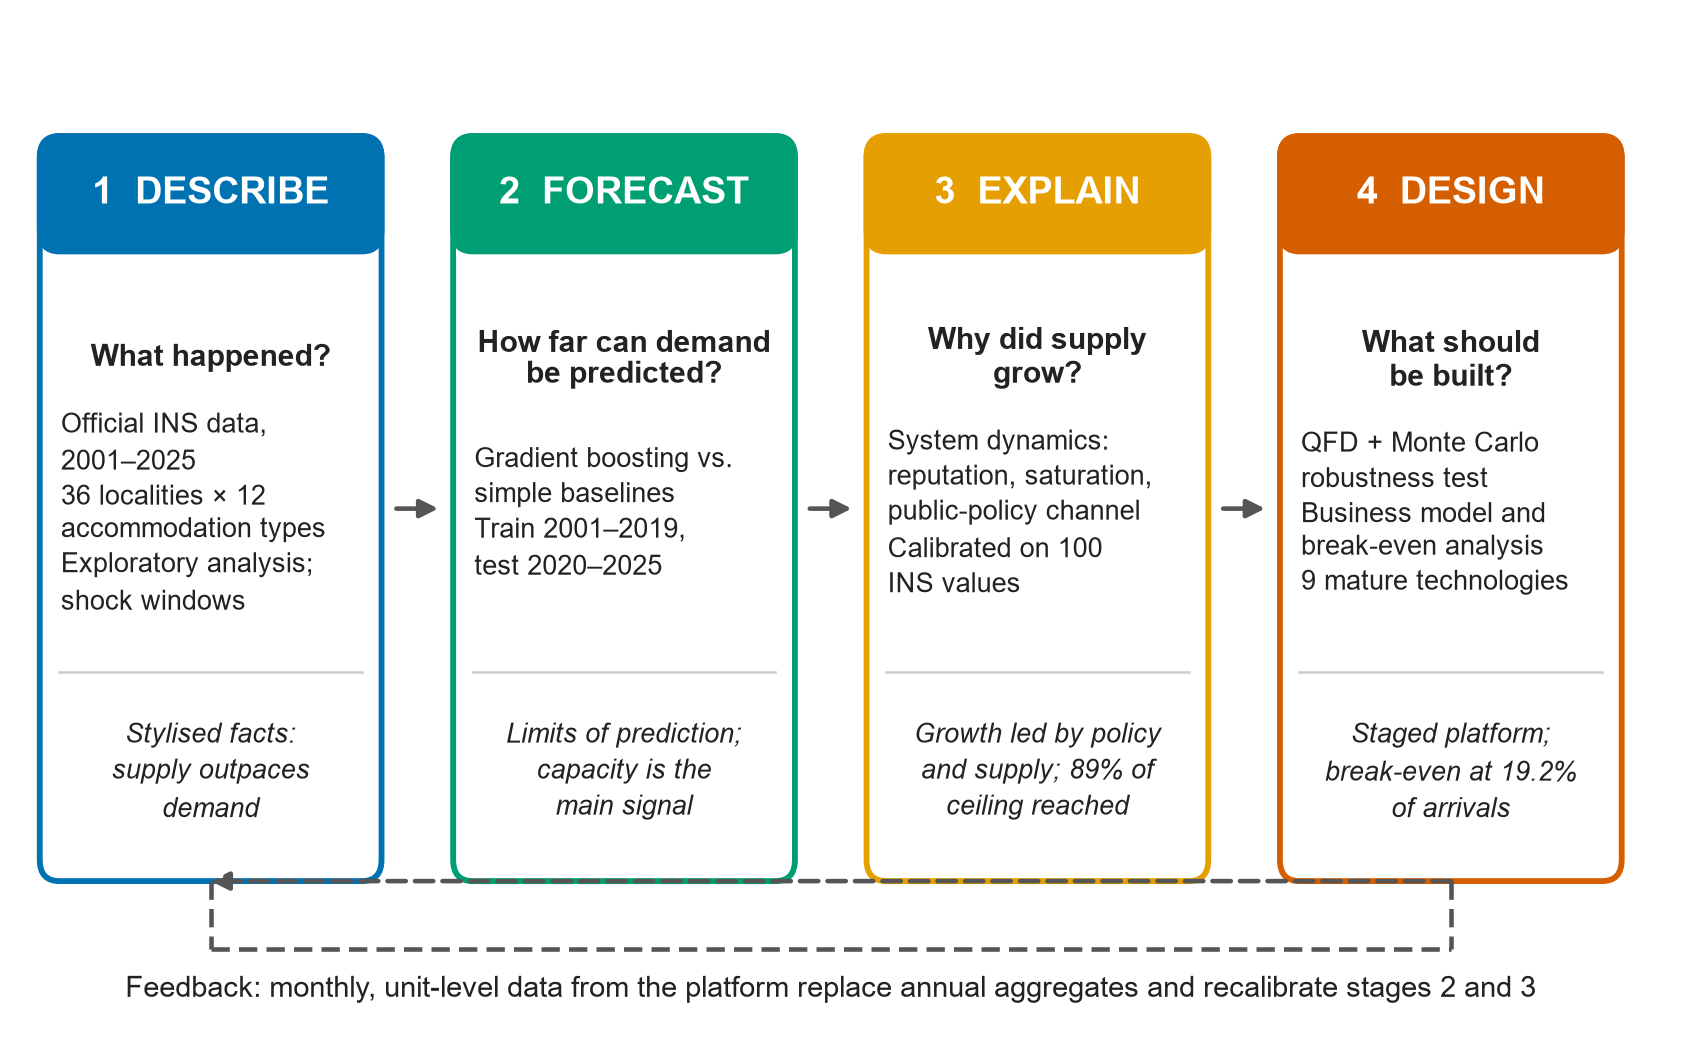 1 DESCRIBE
What happened?
Official INS data,
2001–2025
36 localities × 12
accommodation types
Exploratory analysis;
shock windows
Stylised facts:
supply outpaces
demand
2 FORECAST
How far can demand
be predicted?
Gradient boosting vs.
simple baselines
Train 2001–2019,
test 2020–2025
Limits of prediction;
capacity is the
main signal
3 EXPLAIN
Why did supply
grow?
System dynamics:
reputation, saturation,
public-policy channel
Calibrated on 100
INS values
Growth led by policy
and supply; 89% of
ceiling reached
4 DESIGN
What should
be built?
QFD + Monte Carlo
robustness test
Business model and
break-even analysis
9 mature technologies
Staged platform;
break-even at 19.2%
of arrivals
Feedback: monthly, unit-level data from the platform replace annual aggregates and recalibrate stages 2 and 3